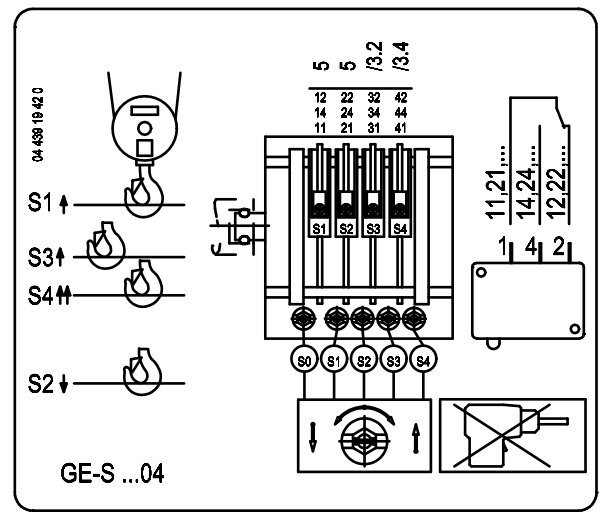 04 439 19 42 0
S1
S3
S4
S2
GE-S ...04
5 5 /3.2 /3.4
12 22 32 42
14 24 34 44
11 21 31 41
S1 S2 S3 S4
S0 S1 S2 S3 S4
11,21,... 14,24,... 12,22,...
1 4 2